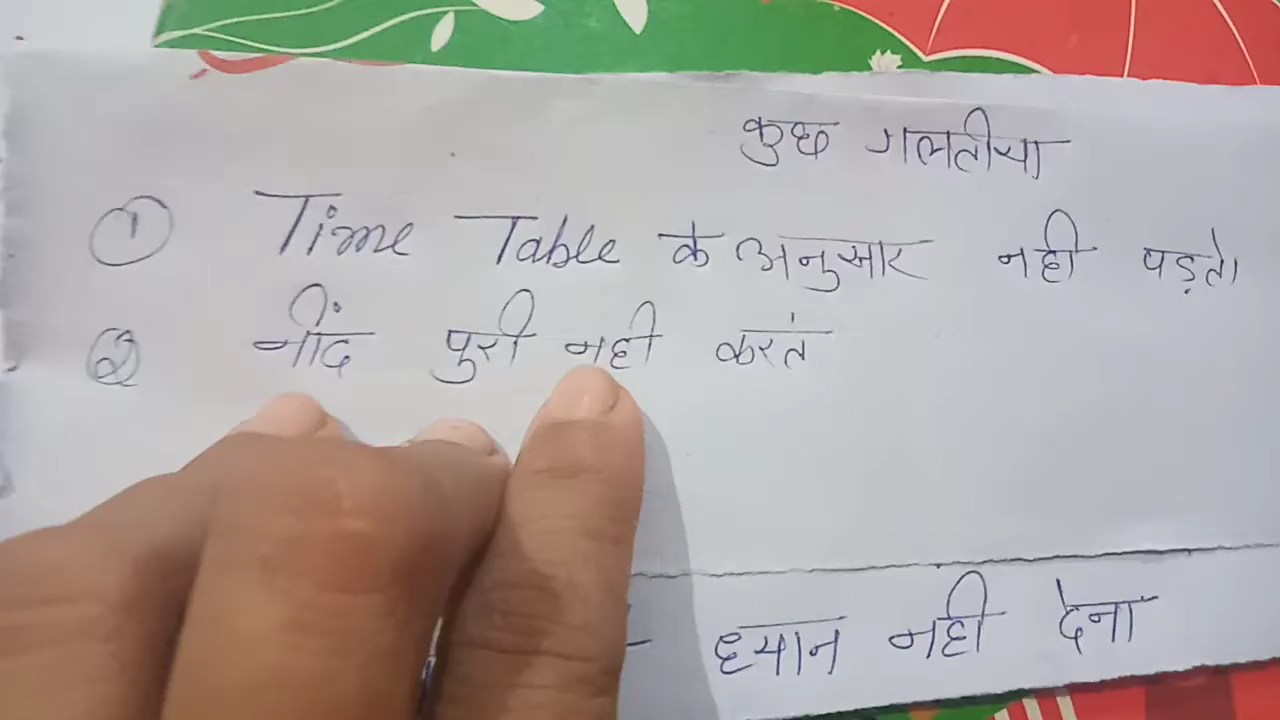 कुछ गलतीया
① Time Table के अनुसार नही पड़ते।
② नींद पुरी नही करतं
ध्यान नही देना